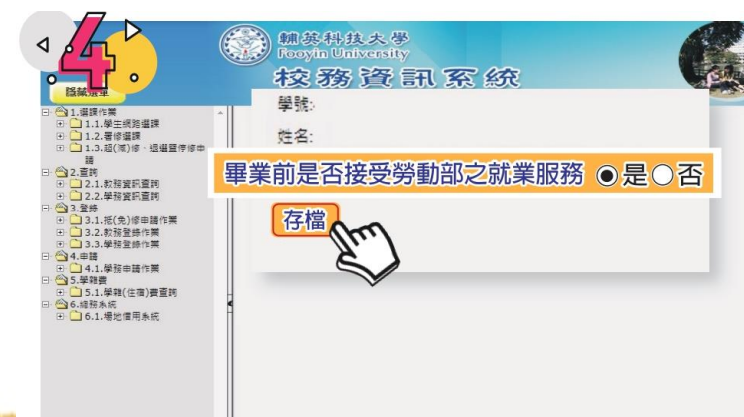 4
輔英科技大學
Fooyin University
校務資訊系統
隱藏選單
1.選課作業
1.1.學生網路選課
1.2.暑修選課
1.3.超(減)修、退選暨停修申請
2.查詢
2.1.教務資訊查詢
2.2.學務資訊查詢
3.登錄
3.1.抵(免)修申請作業
3.2.教務登錄作業
3.3.學務登錄作業
4.申請
4.1.學務申請作業
5.學雜費
5.1.學雜(住宿)費查詢
6.總務系統
6.1.場地借用系統
學號:
姓名:
畢業前是否接受勞動部之就業服務 是 否
存檔